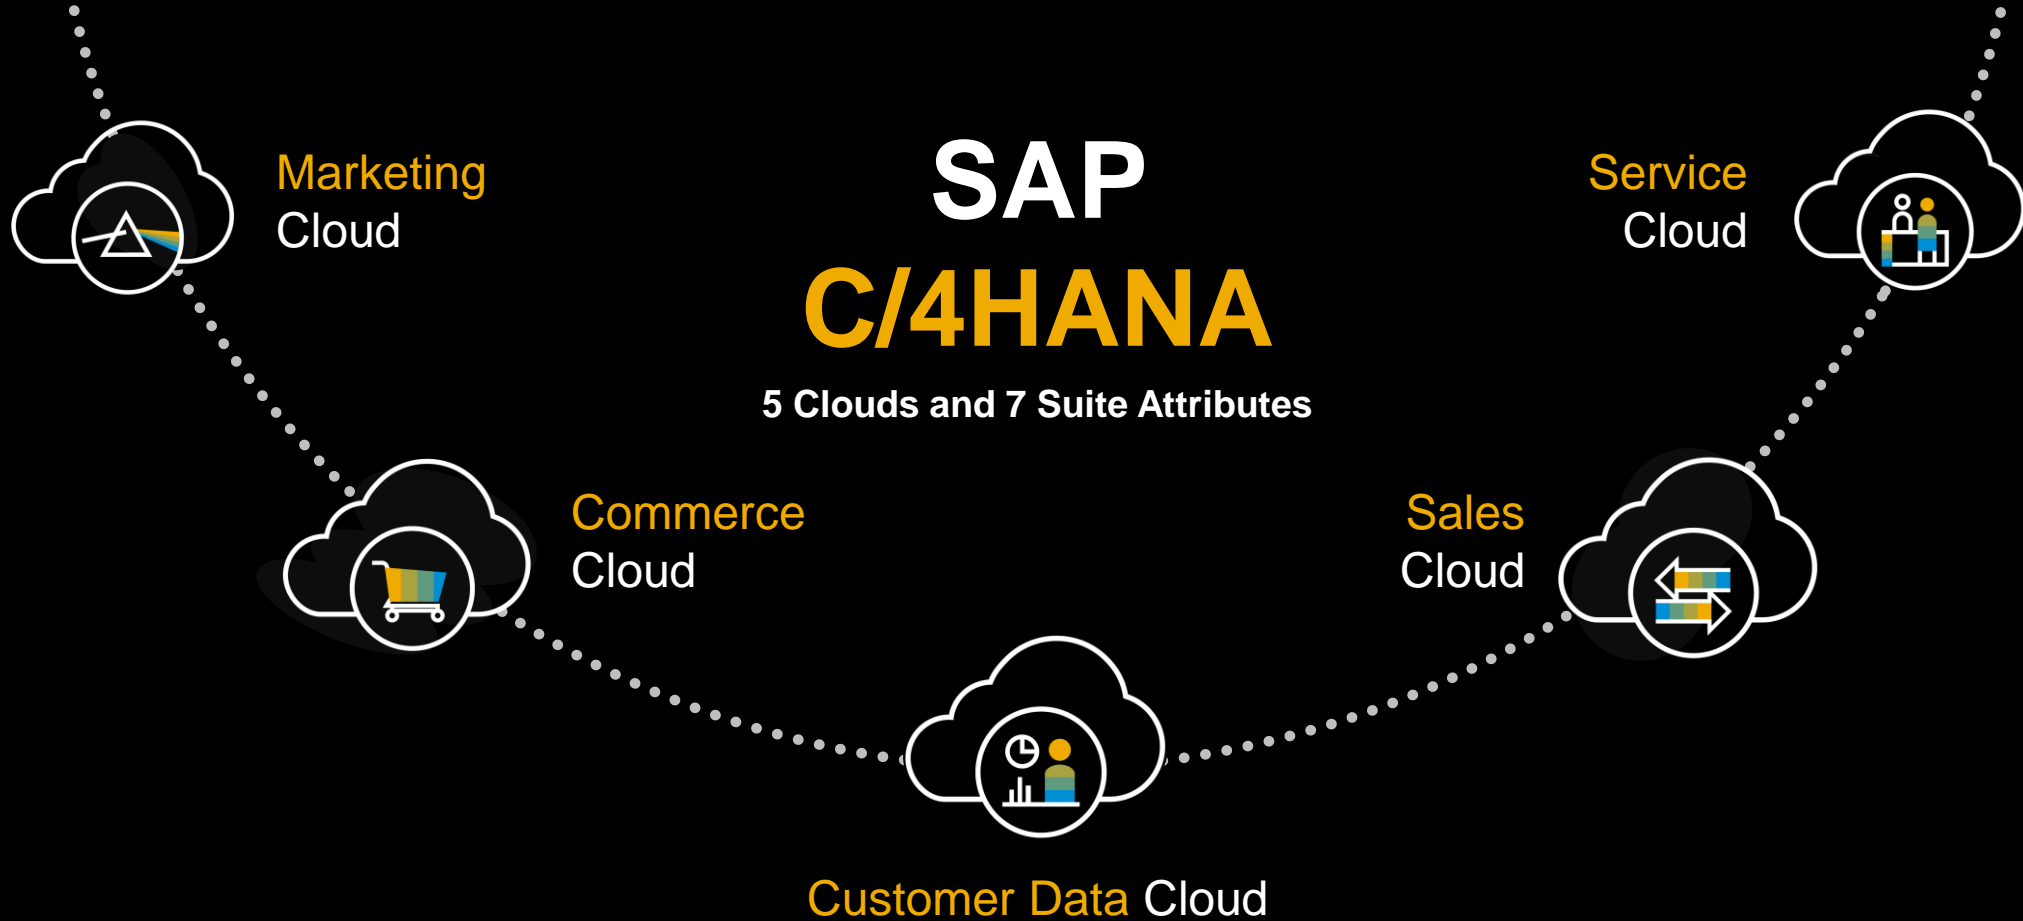 Marketing
Cloud
SAP
C/4HANA
5 Clouds and 7 Suite Attributes
Service
Cloud
Commerce
Cloud
Sales
Cloud
Customer Data Cloud